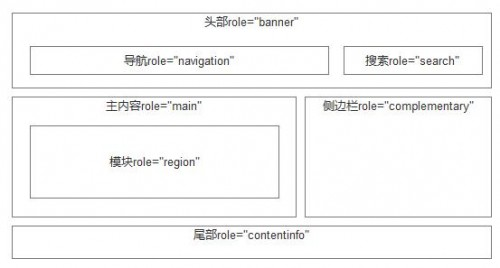 头部role="banner"
导航role="navigation"
搜索role="search"
主内容role="main"
侧边栏role="complementary"
模块role="region"
尾部role="contentinfo"